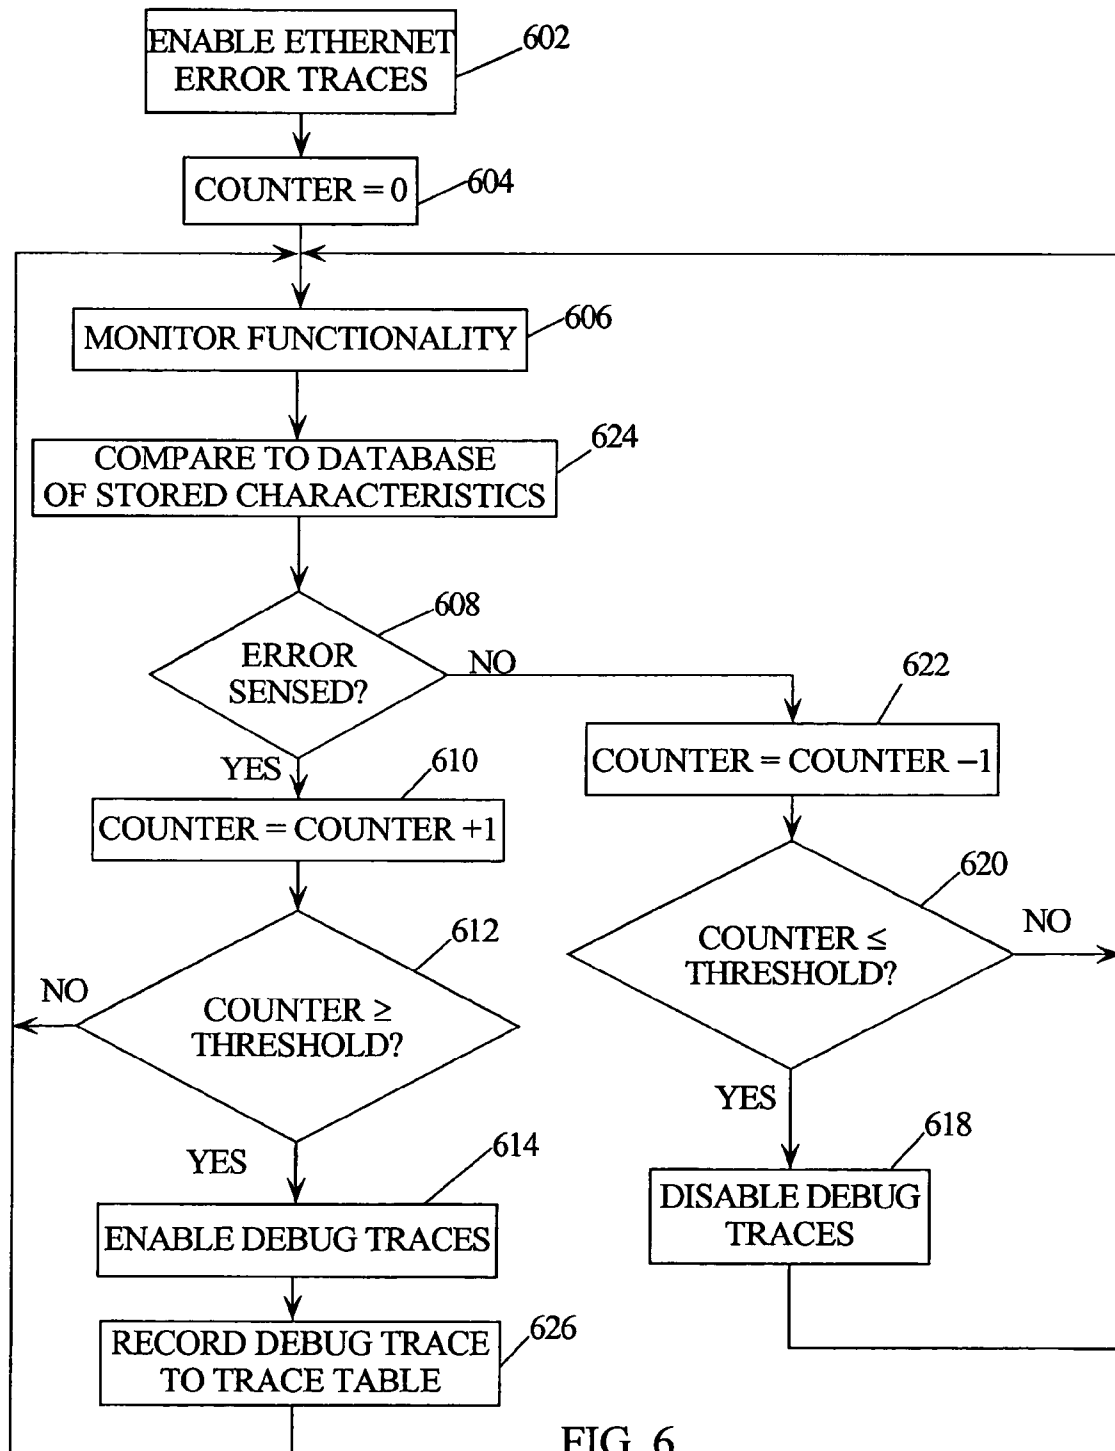 ENABLE ETHERNET
ERROR TRACES
602
COUNTER = 0
604
MONITOR FUNCTIONALITY
606
COMPARE TO DATABASE
OF STORED CHARACTERISTICS
624
ERROR
SENSED?
608
NO
YES
622
COUNTER = COUNTER −1
610
COUNTER = COUNTER +1
620
COUNTER ≤
THRESHOLD?
NO
YES
612
COUNTER ≥
THRESHOLD?
NO
YES
618
DISABLE DEBUG
TRACES
614
ENABLE DEBUG TRACES
RECORD DEBUG TRACE
TO TRACE TABLE
626
FIG. 6